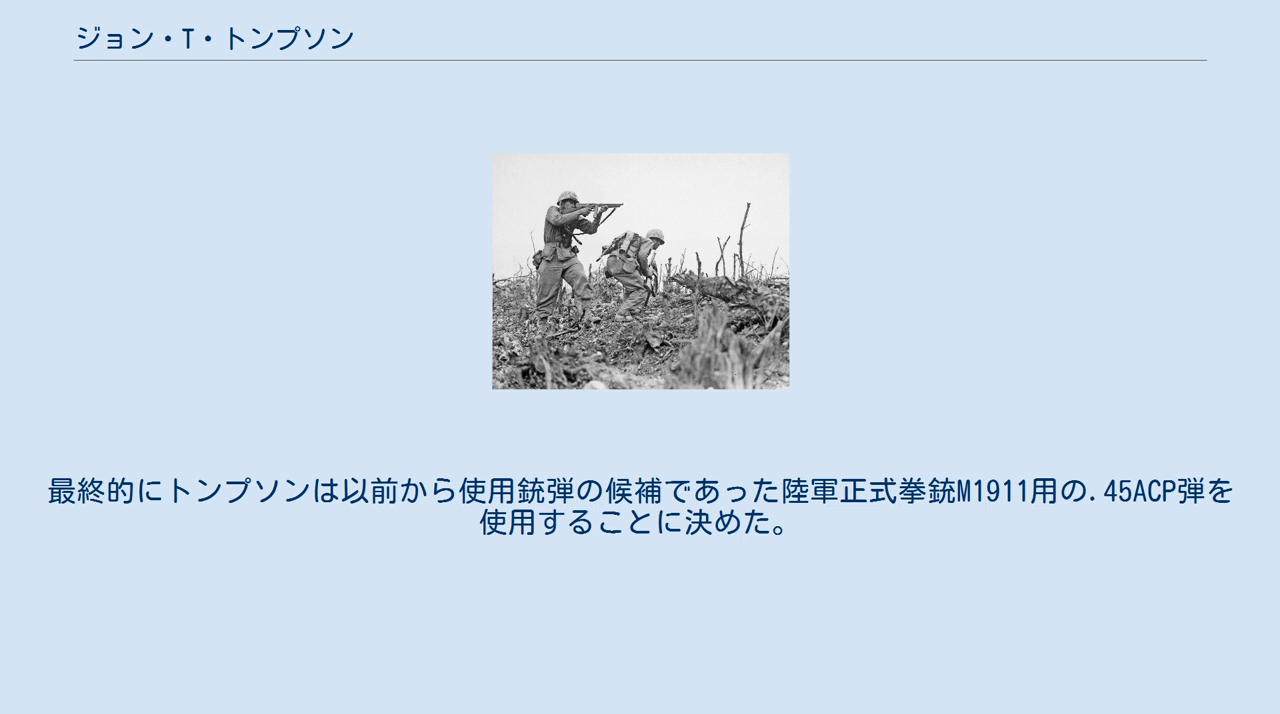 ジョン・T・トンプソン
最終的にトンプソンは以前から使用銃弾の候補であった陸軍正式拳銃M1911用の.45ACP弾を
使用することに決めた。